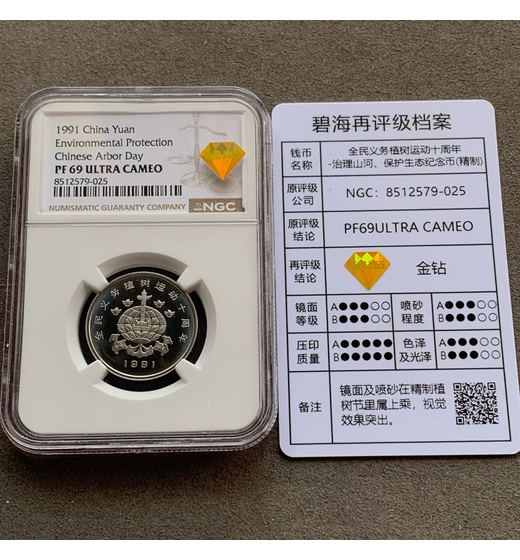 1991 China Yuan
Environmental Protection
Chinese Arbor Day
PF 69 ULTRA CAMEO
8512579-025
NUMISMATIC GUARANTY COMPANY NGC
全民义务植树运动十周年
1991
碧海再评级档案
钱币名称 全民义务植树运动十周年
-治理山河、保护生态纪念币(精制)
原评级公司 NGC: 8512579-025
原评级结论 PF69ULTRA CAMEO
再评级结论 金钻
镜面等级 A●●●○○ 喷砂程度 A●●●○○
B●●●○○ B●●●○○
压印质量 A●●●●● 色泽及光泽 A●●●○○
B●●●●● B●●●○○
备注 镜面及喷砂在精制植
树节里属上乘，视觉
效果突出。